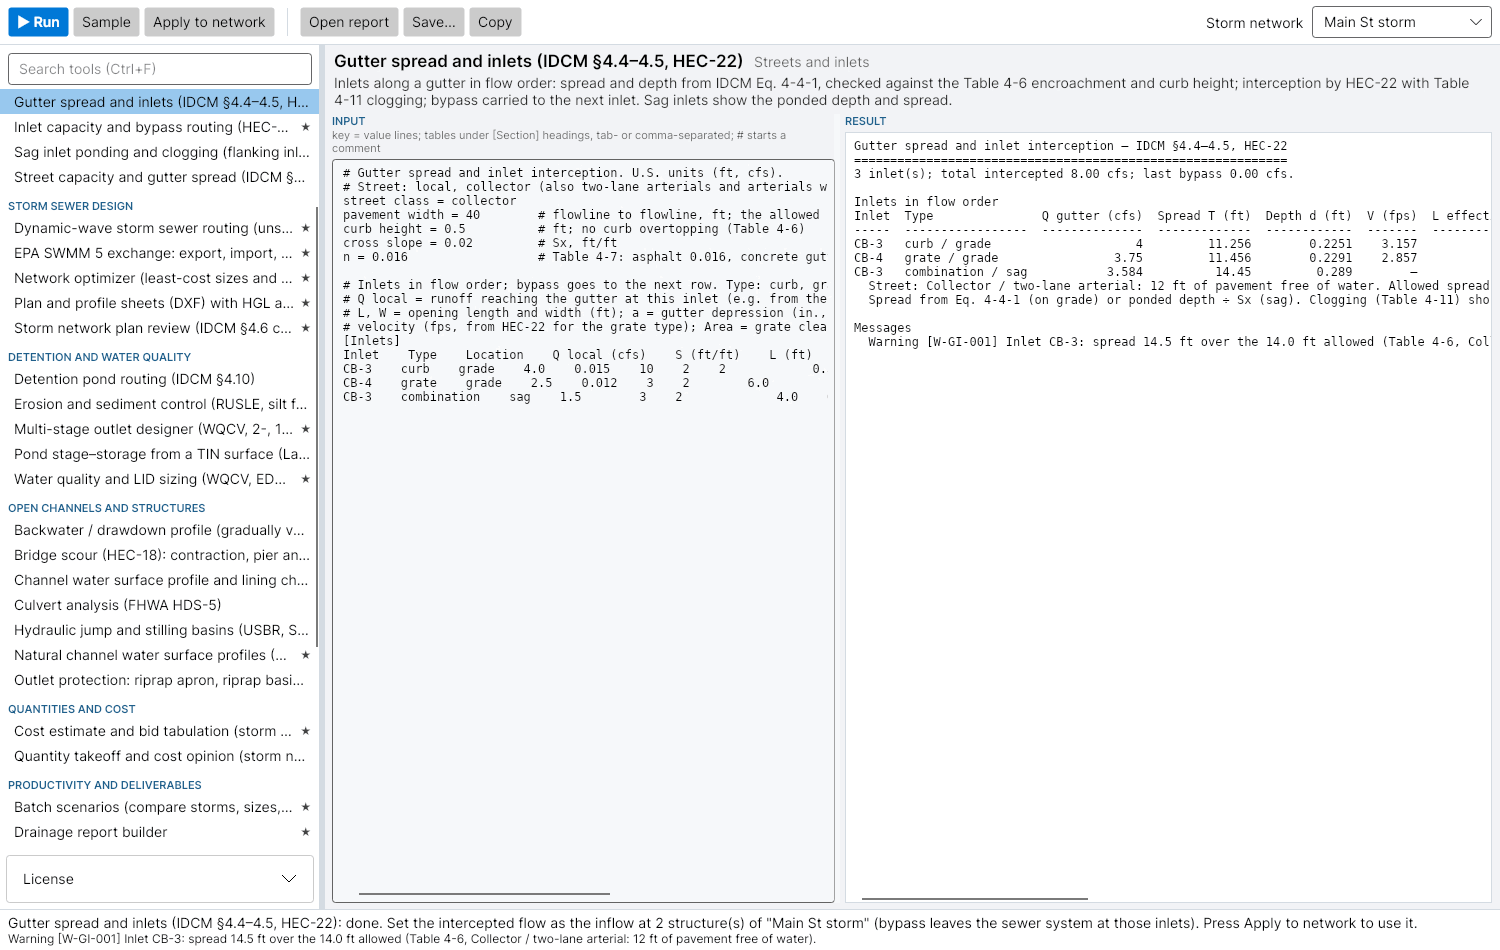 Run Sample Apply to network Open report Save... Copy Storm network Main St storm
Search tools (Ctrl+F)
Gutter spread and inlets (IDCM §4.4–4.5, H...
Inlet capacity and bypass routing (HEC-... ★
Sag inlet ponding and clogging (flanking inl...
Street capacity and gutter spread (IDCM §...
STORM SEWER DESIGN
Dynamic-wave storm sewer routing (uns... ★
EPA SWMM 5 exchange: export, import, ... ★
Network optimizer (least-cost sizes and ... ★
Plan and profile sheets (DXF) with HGL a... ★
Storm network plan review (IDCM §4.6 c... ★
DETENTION AND WATER QUALITY
Detention pond routing (IDCM §4.10)
Erosion and sediment control (RUSLE, silt f...
Multi-stage outlet designer (WQCV, 2-, 1... ★
Pond stage–storage from a TIN surface (La...
Water quality and LID sizing (WQCV, ED... ★
OPEN CHANNELS AND STRUCTURES
Backwater / drawdown profile (gradually v...
Bridge scour (HEC-18): contraction, pier an...
Channel water surface profile and lining ch...
Culvert analysis (FHWA HDS-5)
Hydraulic jump and stilling basins (USBR, S...
Natural channel water surface profiles (... ★
Outlet protection: riprap apron, riprap basi...
QUANTITIES AND COST
Cost estimate and bid tabulation (storm ... ★
Quantity takeoff and cost opinion (storm n...
PRODUCTIVITY AND DELIVERABLES
Batch scenarios (compare storms, sizes,... ★
Drainage report builder ★
License
Gutter spread and inlets (IDCM §4.4–4.5, HEC-22) Streets and inlets
Inlets along a gutter in flow order: spread and depth from IDCM Eq. 4-4-1, checked against the Table 4-6 encroachment and curb height; interception by HEC-22 with Table
4-11 clogging; bypass carried to the next inlet. Sag inlets show the ponded depth and spread.
INPUT
key = value lines; tables under [Section] headings, tab- or comma-separated; # starts a
comment
# Gutter spread and inlet interception. U.S. units (ft, cfs).
# Street: local, collector (also two-lane arterials and arterials w
street class = collector
pavement width = 40 # flowline to flowline, ft; the allowed
curb height = 0.5 # ft; no curb overtopping (Table 4-6)
cross slope = 0.02 # Sx, ft/ft
n = 0.016 # Table 4-7: asphalt 0.016, concrete gut
# Inlets in flow order; bypass goes to the next row. Type: curb, gr
# Q local = runoff reaching the gutter at this inlet (e.g. from the
# L, W = opening length and width (ft); a = gutter depression (in.,
# velocity (fps, from HEC-22 for the grate type); Area = grate clea
[Inlets]
Inlet Type Location Q local (cfs) S (ft/ft) L (ft)
CB-3 curb grade 4.0 0.015 10 2 2 0.
CB-4 grate grade 2.5 0.012 3 2 6.0
CB-3 combination sag 1.5 3 2 4.0
RESULT
Gutter spread and inlet interception — IDCM §4.4–4.5, HEC-22
============================================================
3 inlet(s); total intercepted 8.00 cfs; last bypass 0.00 cfs.
Inlets in flow order
Inlet Type Q gutter (cfs) Spread T (ft) Depth d (ft) V (fps) L effect
----- ----------------- -------------- ------------- ------------ ------- --------
CB-3 curb / grade 4 11.256 0.2251 3.157
CB-4 grate / grade 3.75 11.456 0.2291 2.857
CB-3 combination / sag 3.584 14.45 0.289 —
Street: Collector / two-lane arterial: 12 ft of pavement free of water. Allowed spread
Spread from Eq. 4-4-1 (on grade) or ponded depth ÷ Sx (sag). Clogging (Table 4-11) sho
Messages
Warning [W-GI-001] Inlet CB-3: spread 14.5 ft over the 14.0 ft allowed (Table 4-6, Col
Gutter spread and inlets (IDCM §4.4–4.5, HEC-22): done. Set the intercepted flow as the inflow at 2 structure(s) of "Main St storm" (bypass leaves the sewer system at those inlets). Press Apply to network to use it.
Warning [W-GI-001] Inlet CB-3: spread 14.5 ft over the 14.0 ft allowed (Table 4-6, Collector / two-lane arterial: 12 ft of pavement free of water).